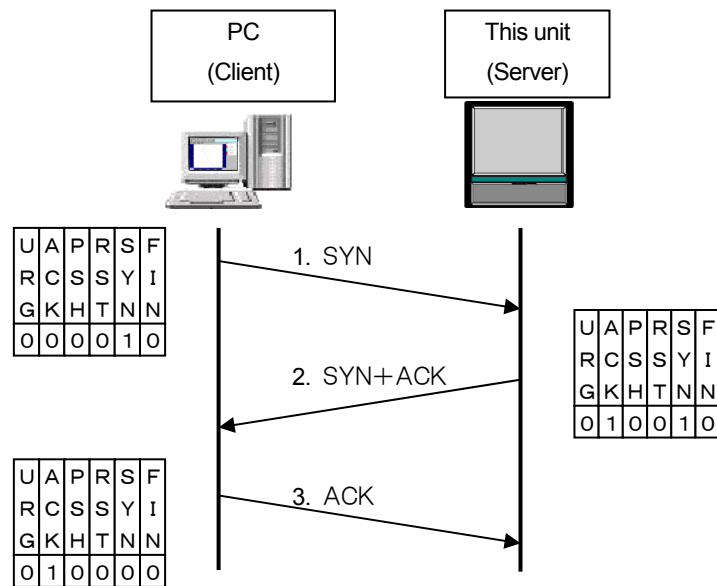 PC
(Client)
This unit
(Server)
1. SYN
U A P R S F
R C S S Y I
G K H T N N
0 0 0 0 1 0
2. SYN+ACK
U A P R S F
R C S S Y I
G K H T N N
0 1 0 0 1 0
3. ACK
U A P R S F
R C S S Y I
G K H T N N
0 1 0 0 0 0